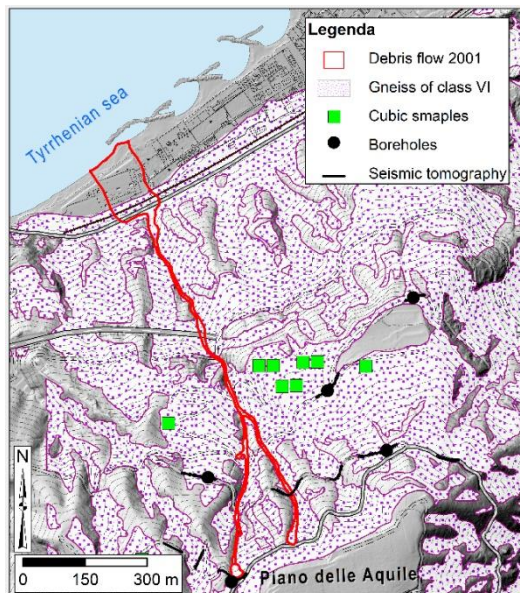 Legenda
Debris flow 2001
Gneiss of class VI
Cubic smaples
Boreholes
Seismic tomography
Tyrrhenian sea
N
0 150 300 m
Piano delle Aquile